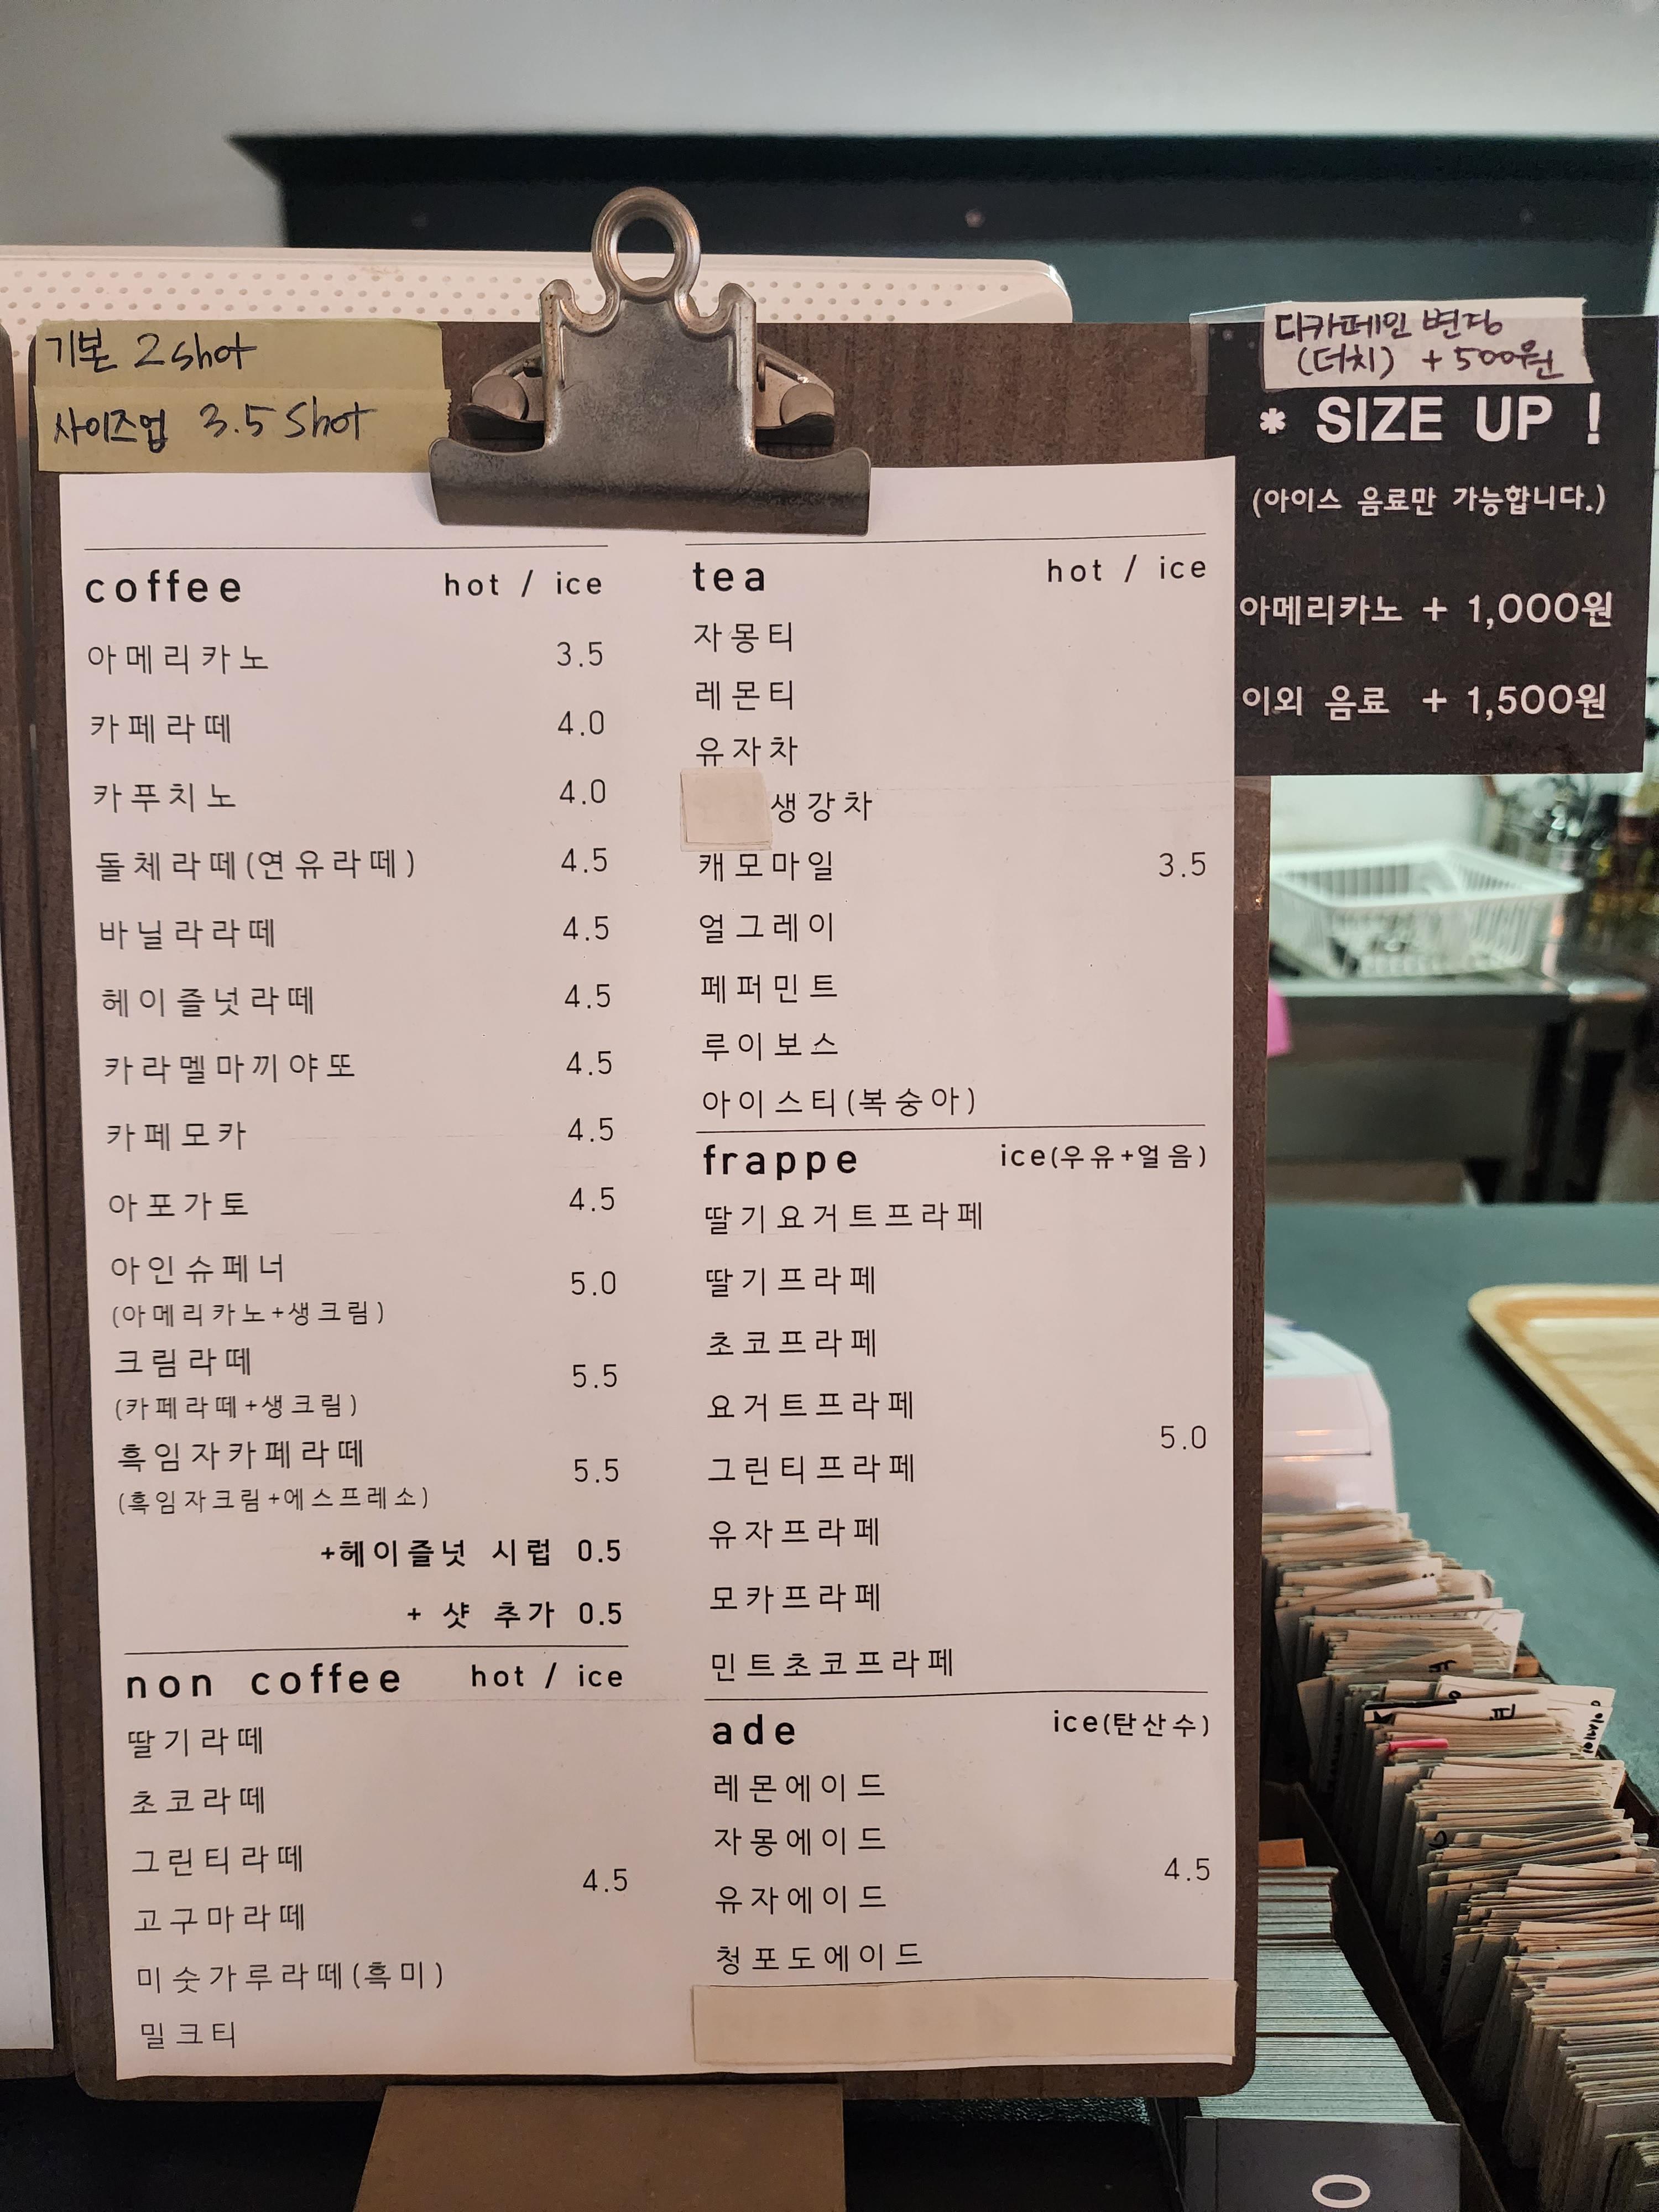 기본 2shot
사이즈업 3.5 Shot
디카페인 변경
(더치) +500원
* SIZE UP !
(아이스 음료만 가능합니다.)
아메리카노 + 1,000원
이외 음료 + 1,500원
coffee hot / ice
아메리카노 3.5
카페라떼 4.0
카푸치노 4.0
돌체라떼(연유라떼) 4.5
바닐라라떼 4.5
헤이즐넛라떼 4.5
카라멜마끼야또 4.5
카페모카 4.5
아포가토 4.5
아인슈페너 5.0
(아메리카노+생크림)
크림라떼 5.5
(카페라떼+생크림)
흑임자카페라떼 5.5
(흑임자크림+에스프레소)
+헤이즐넛 시럽 0.5
+ 샷 추가 0.5
non coffee hot / ice
딸기라떼
초코라떼
그린티라떼
4.5
고구마라떼
미숫가루라떼(흑미)
밀크티
tea hot / ice
자몽티
레몬티
유자차
생강차
캐모마일 3.5
얼그레이
페퍼민트
루이보스
아이스티(복숭아)
frappe ice(우유+얼음)
딸기요거트프라페
딸기프라페
초코프라페
요거트프라페
5.0
그린티프라페
유자프라페
모카프라페
민트초코프라페
ade ice(탄산수)
레몬에이드
자몽에이드
4.5
유자에이드
청포도에이드